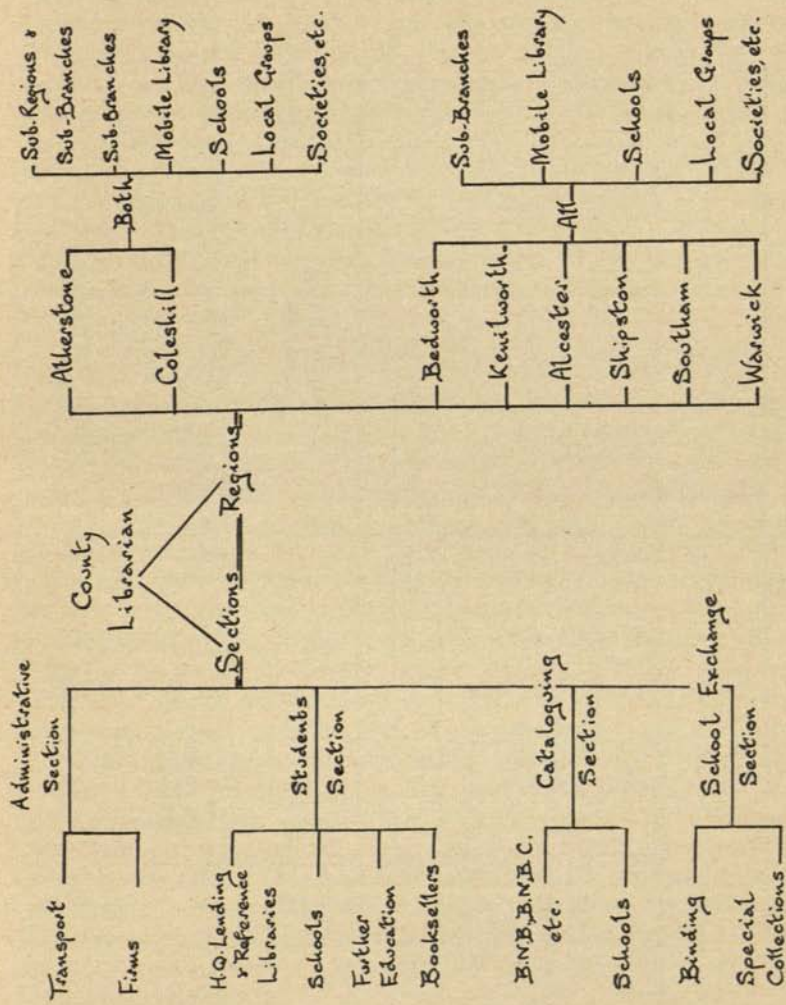 County
Librarian
Sections
Regions
Administrative
Section
Transport
Firms
Students
Section
H.Q. Lending
& Reference
Libraries
Schools
Further
Education
Booksellers
Cataloguing
Section
B.N.B., B.N.B.C.
etc.
Schools
School Exchange
Section
Binding
Special
Collections
Atherstone
Coleshill
Both
Sub-Regions &
Sub-Branches
Sub-Branches
Mobile Library
Schools
Local Groups
Societies, etc.
Bedworth
Kenilworth
Alcester
Shipston
Southam
Warwick
All
Sub-Branches
Mobile Library
Schools
Local Groups
Societies, etc.